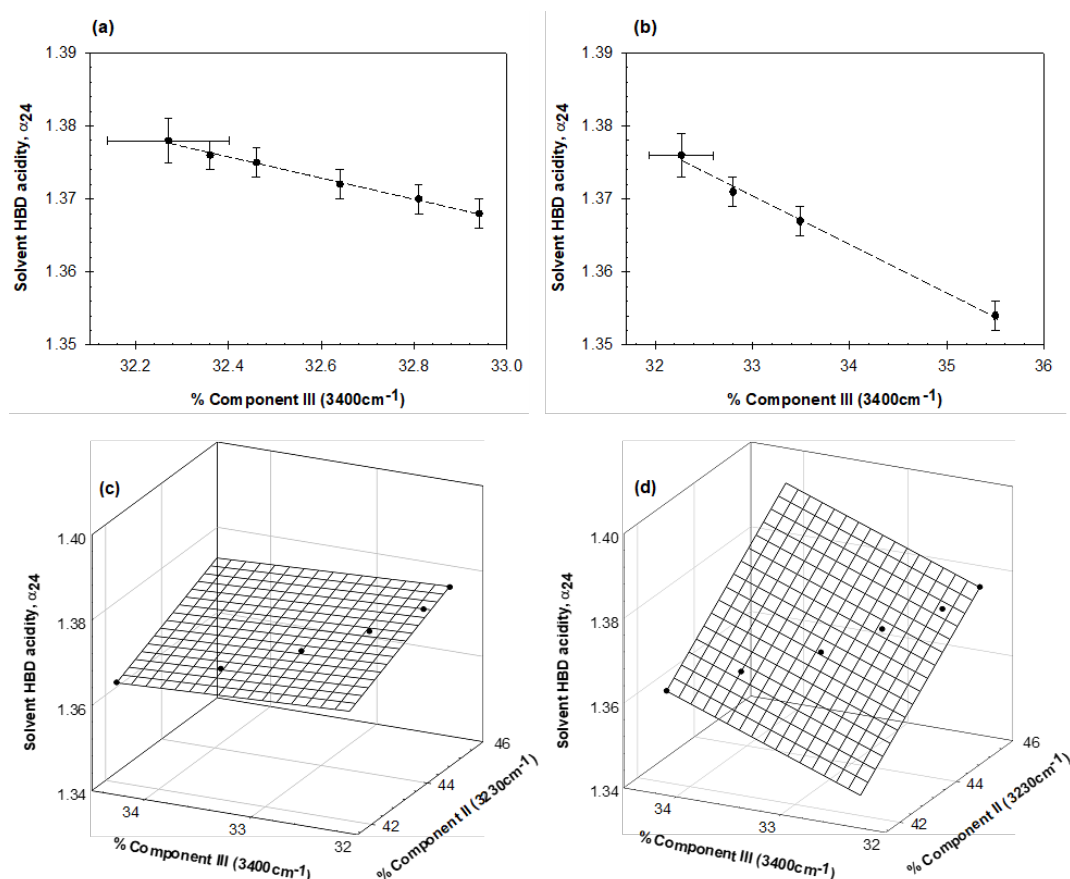 (a)
1.39
1.38
1.37
1.36
1.35
Solvent HBD acidity, α24
32.2 32.4 32.6 32.8 33.0
% Component III (3400cm-1)
(b)
1.39
1.38
1.37
1.36
1.35
Solvent HBD acidity, α24
32 33 34 35 36
% Component III (3400cm-1)
(c)
1.40
1.38
1.36
1.34
Solvent HBD acidity, α24
34 33 32
% Component III (3400cm-1)
42 44 46
% Component II (3230cm-1)
(d)
1.40
1.38
1.36
1.34
Solvent HBD acidity, α24
34 33 32
% Component III (3400cm-1)
42 44 46
% Component II (3230cm-1)